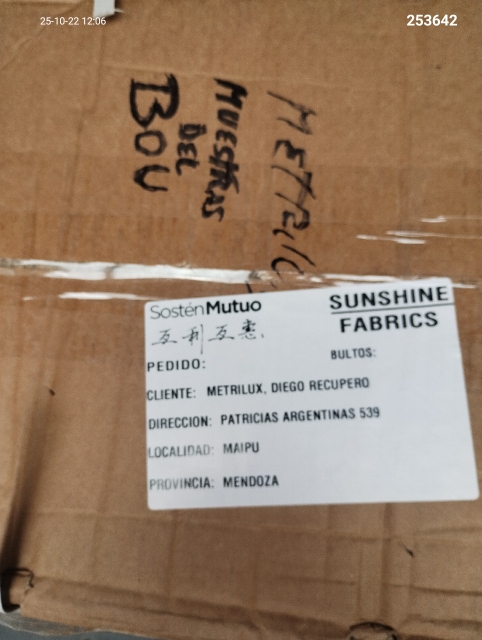 25-10-22 12:06
253642
METRILU
MUESTRAS
DEL
BOU
SosténMutuo
互利互惠.
SUNSHINE
FABRICS
PEDIDO:
BULTOS:
CLIENTE: METRILUX, DIEGO RECUPERO
DIRECCION: PATRICIAS ARGENTINAS 539
LOCALIDAD: MAIPU
PROVINCIA: MENDOZA